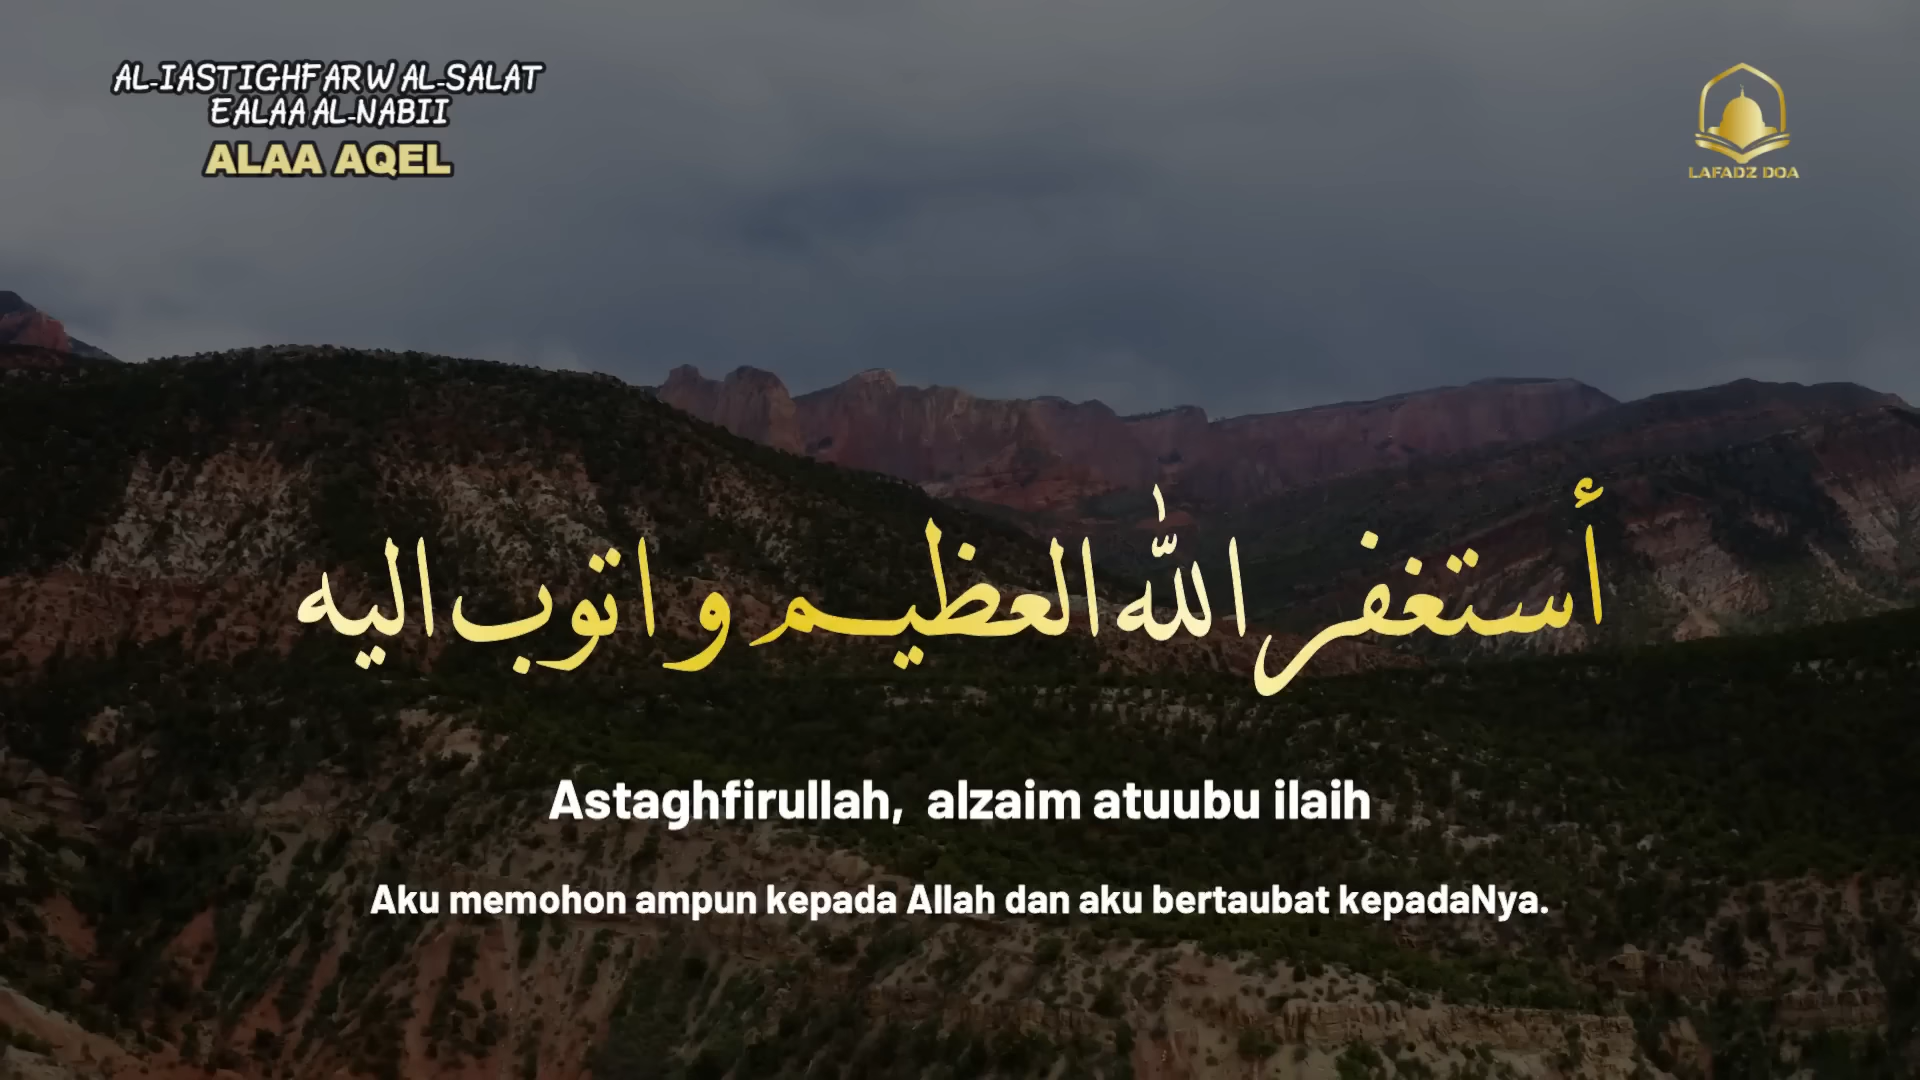 AL-IASTIGHFAR W AL-SALAT
EALAA AL-NABII
ALAA AQEL
LAFADZ DOA
أستغفر الله العظيم و اتوب اليه
Astaghfirullah, alzaim atuubu ilaih
Aku memohon ampun kepada Allah dan aku bertaubat kepadaNya.